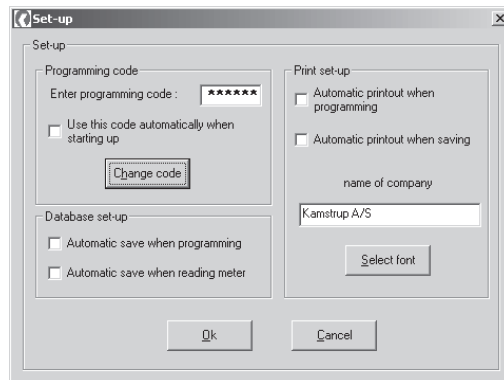 Set-up
Set-up
Programming code
Enter programming code :
******
Use this code automatically when
starting up
Change code
Database set-up
Automatic save when programming
Automatic save when reading meter
Print set-up
Automatic printout when
programming
Automatic printout when saving
name of company
Kamstrup A/S
Select font
Ok
Cancel